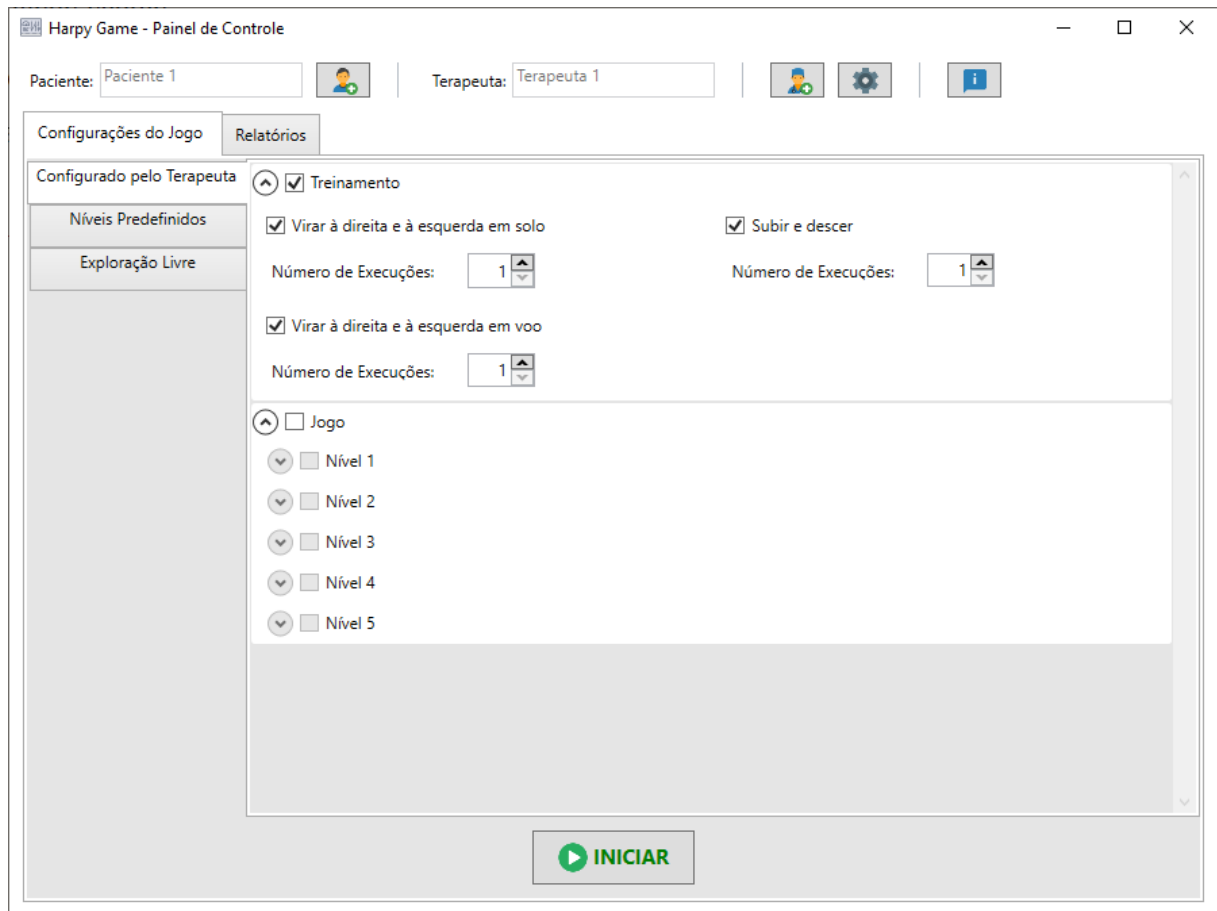 Harpy Game - Painel de Controle
Paciente: Paciente 1 Terapeuta: Terapeuta 1
Configurações do Jogo Relatórios
Configurado pelo Terapeuta
Níveis Predefinidos
Exploração Livre
Treinamento
Virar à direita e à esquerda em solo Subir e descer
Número de Execuções: 1 Número de Execuções: 1
Virar à direita e à esquerda em voo
Número de Execuções: 1
Jogo
Nível 1
Nível 2
Nível 3
Nível 4
Nível 5
INICIAR